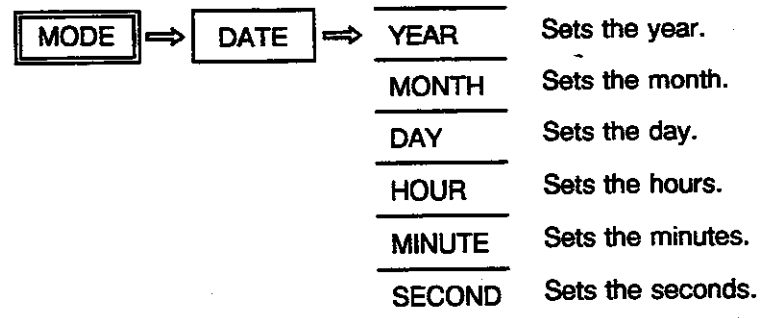 MODE ⇒ DATE ⇒ YEAR Sets the year.
MONTH Sets the month.
DAY Sets the day.
HOUR Sets the hours.
MINUTE Sets the minutes.
SECOND Sets the seconds.